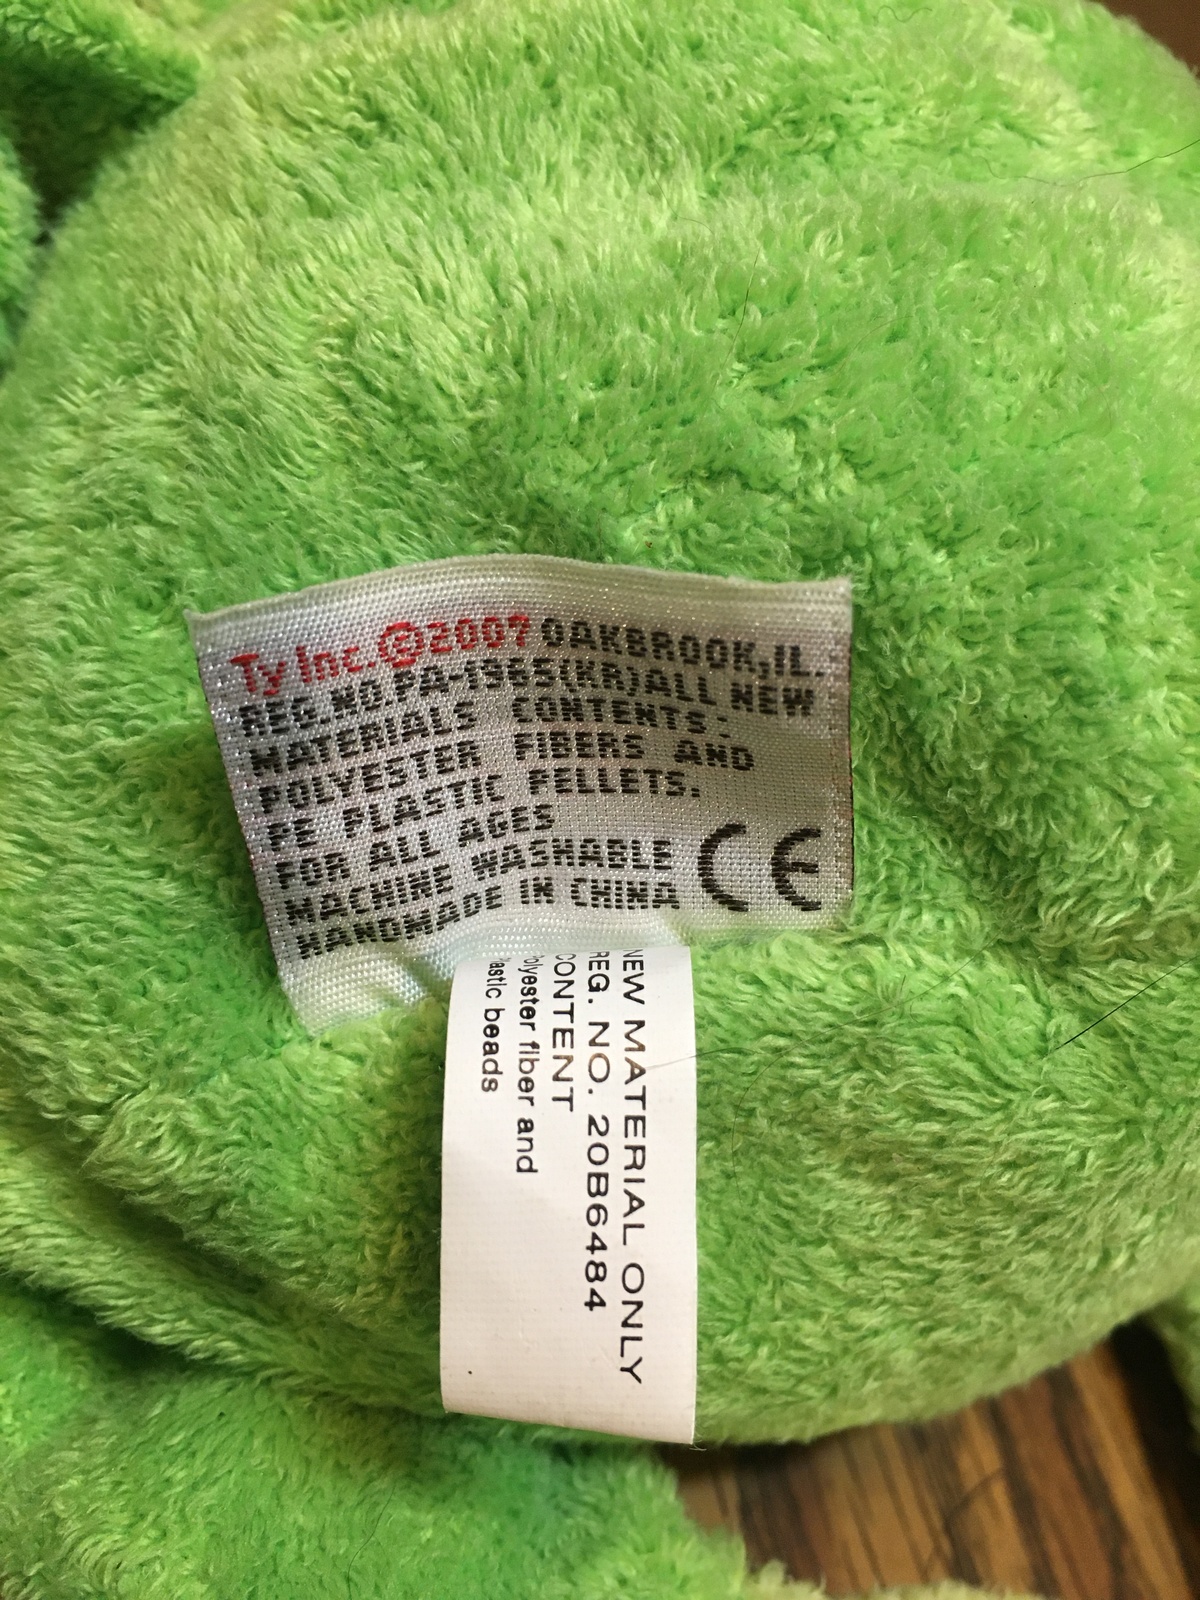 Ty Inc. ©2007 OAKBROOK, IL.
REG.NO.PA-1965(KR)ALL NEW
MATERIALS CONTENTS:
POLYESTER FIBERS AND
PE PLASTIC PELLETS.
FOR ALL AGES
MACHINE WASHABLE
HANDMADE IN CHINA
CE
NEW MATERIAL ONLY
REG. NO. 20B6484
CONTENT
olyester fiber and
lastic beads